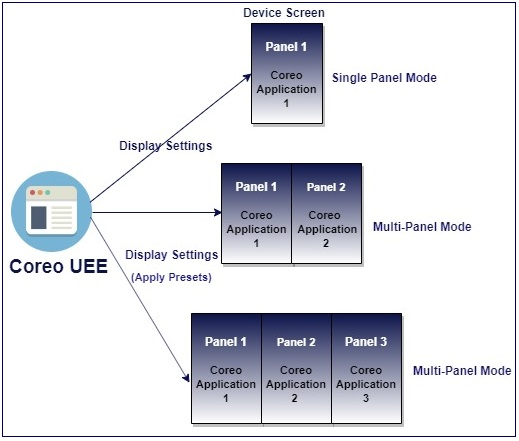 Device Screen
Panel 1
Coreo
Application
1
Single Panel Mode
Display Settings
Panel 1
Coreo
Application
1
Panel 2
Coreo
Application
2
Multi-Panel Mode
Coreo UEE
Display Settings
(Apply Presets)
Panel 1
Coreo
Application
1
Panel 2
Coreo
Application
2
Panel 3
Coreo
Application
3
Multi-Panel Mode